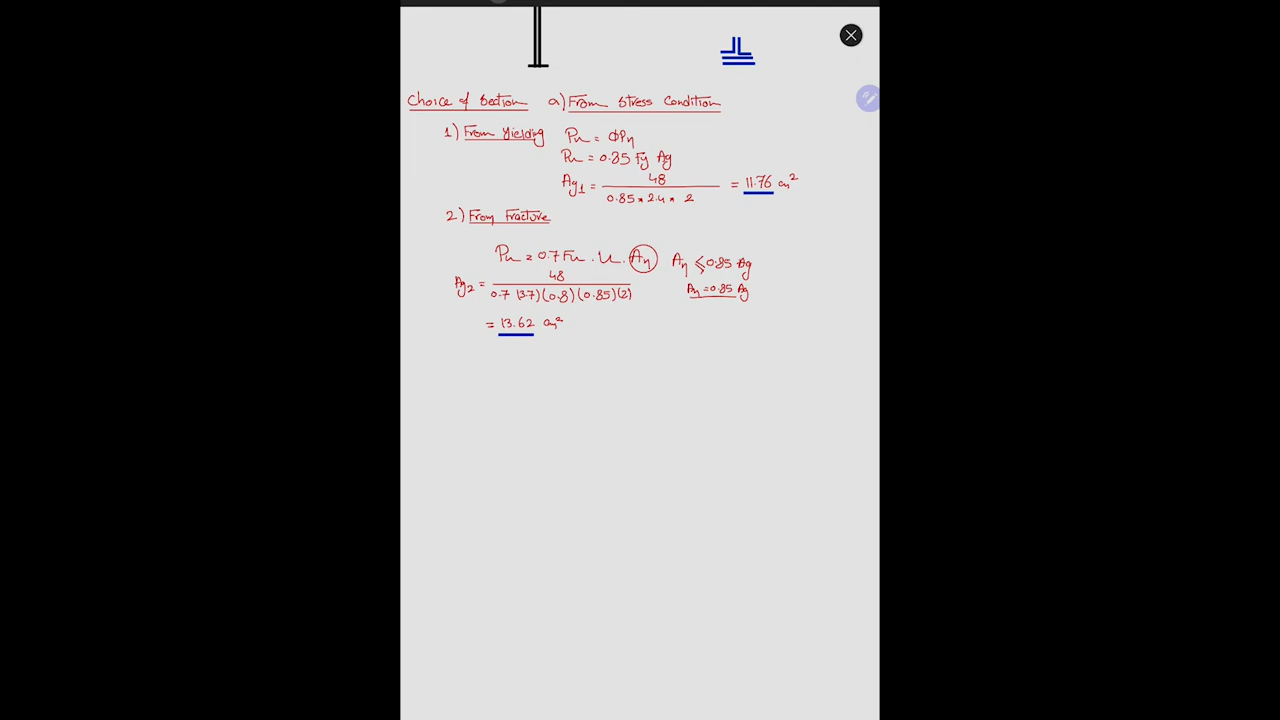 Choice of Section a) From Stress Condition
1) From Yielding Pu = ΦPn
Pu = 0.85 Fy Ag
Ag1 = 48 / 0.85 * 2.4 * 2 = 11.76 cm²
2) From Fracture
Pu = 0.7 Fu . U . An An ≤ 0.85 Ag
Ag2 = 48 / 0.7 (3.7)(0.8)(0.85)(2) An = 0.85 Ag
= 13.62 cm²